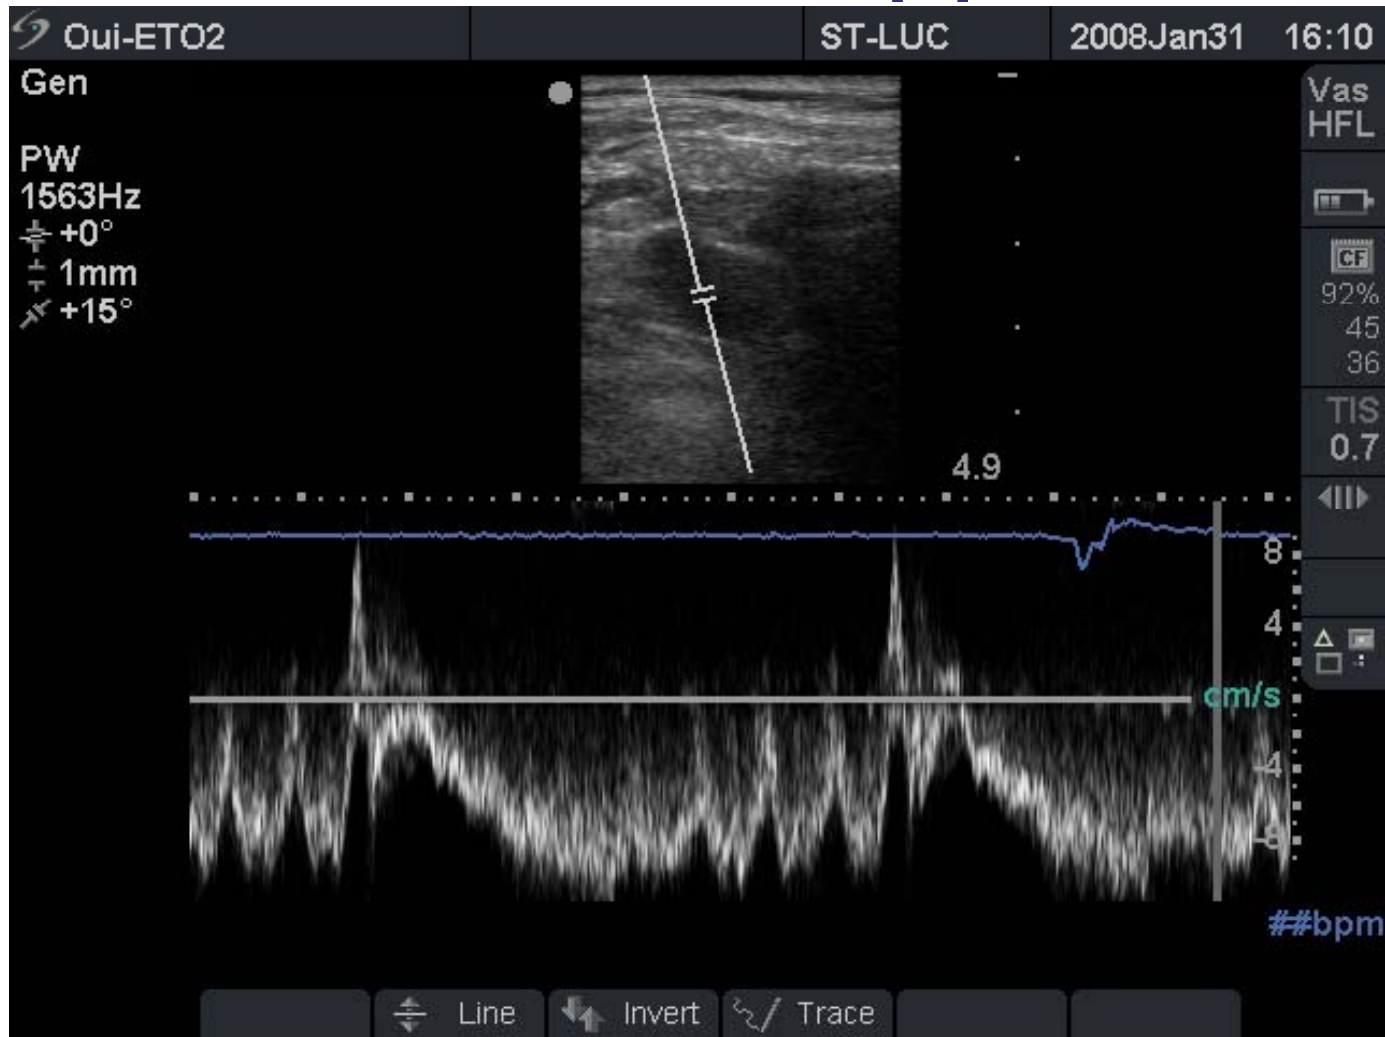 Oui-ETO2 ST-LUC 2008Jan31 16:10
Gen
PW
1563Hz
+0°
1mm
+15°
Vas
HFL
CF
92%
45
36
TIS
0.7
4.9
8
4
cm/s
-4
-8
##bpm
Line Invert Trace